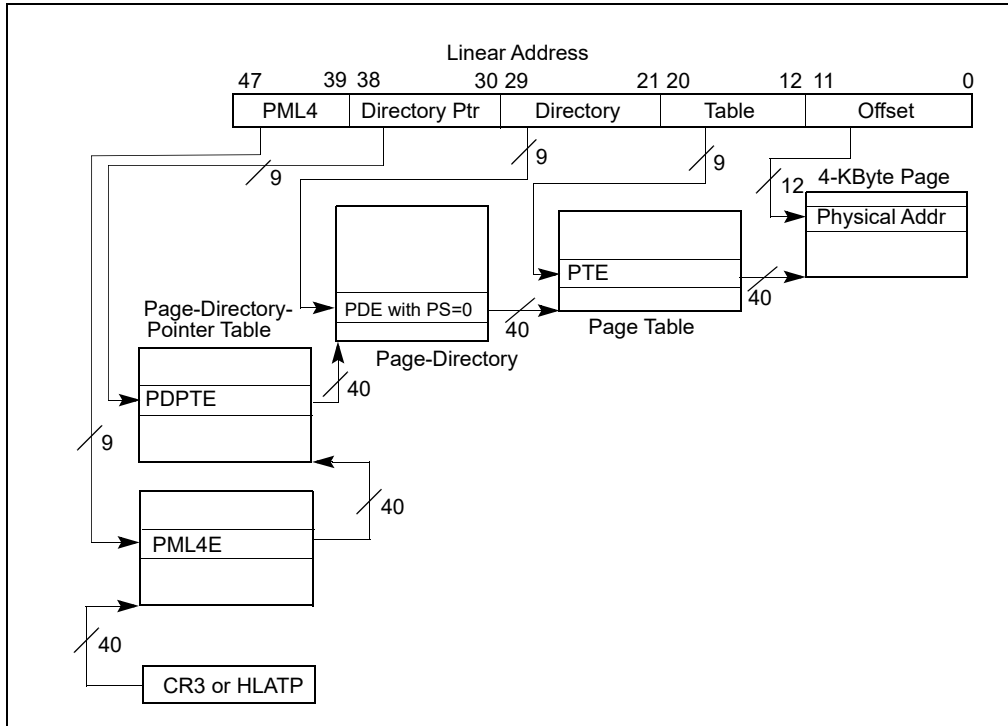 Linear Address
47 39 38 30 29 21 20 12 11 0
PML4 Directory Ptr Directory Table Offset
9 9 9 12
4-KByte Page
Physical Addr
PTE
40
Page Table
PDE with PS=0
40
Page-Directory
Page-Directory-
Pointer Table
PDPTE
40
9
40
PML4E
40
CR3 or HLATP